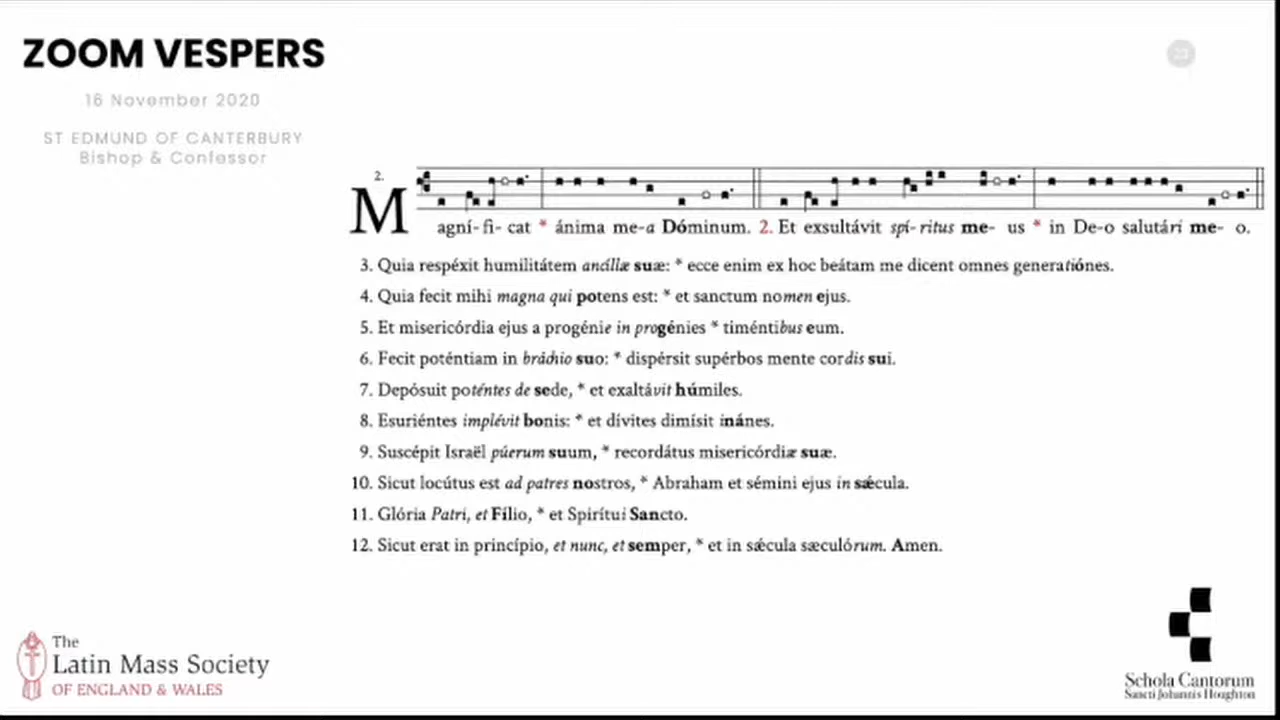 ZOOM VESPERS
16 November 2020
ST EDMUND OF CANTERBURY
Bishop & Confessor
23
2.
Magní-fi-cat * ánima me-a Dóminum. 2. Et exsultávit spí-ritus me- us * in De-o salutári me- o.
3. Quia respéxit humilitátem ancíllæ suæ: * ecce enim ex hoc beátam me dicent omnes generatiónes.
4. Quia fecit mihi magna qui potens est: * et sanctum nomen ejus.
5. Et misericórdia ejus a progénie in progénies * timéntibus eum.
6. Fecit poténtiam in bráchio suo: * dispérsit supérbos mente cordis sui.
7. Depósuit poténtes de sede, * et exaltávit húmiles.
8. Esuriéntes implévit bonis: * et dívites dimísit inánes.
9. Suscépit Israël púerum suum, * recordátus misericórdiæ suæ.
10. Sicut locútus est ad patres nostros, * Abraham et sémini ejus in sǽcula.
11. Glória Patri, et Fílio, * et Spirítui Sancto.
12. Sicut erat in princípio, et nunc, et semper, * et in sǽcula sæculórum. Amen.
The
Latin Mass Society
OF ENGLAND & WALES
Schola Cantorum
Sancti Johannis Houghton